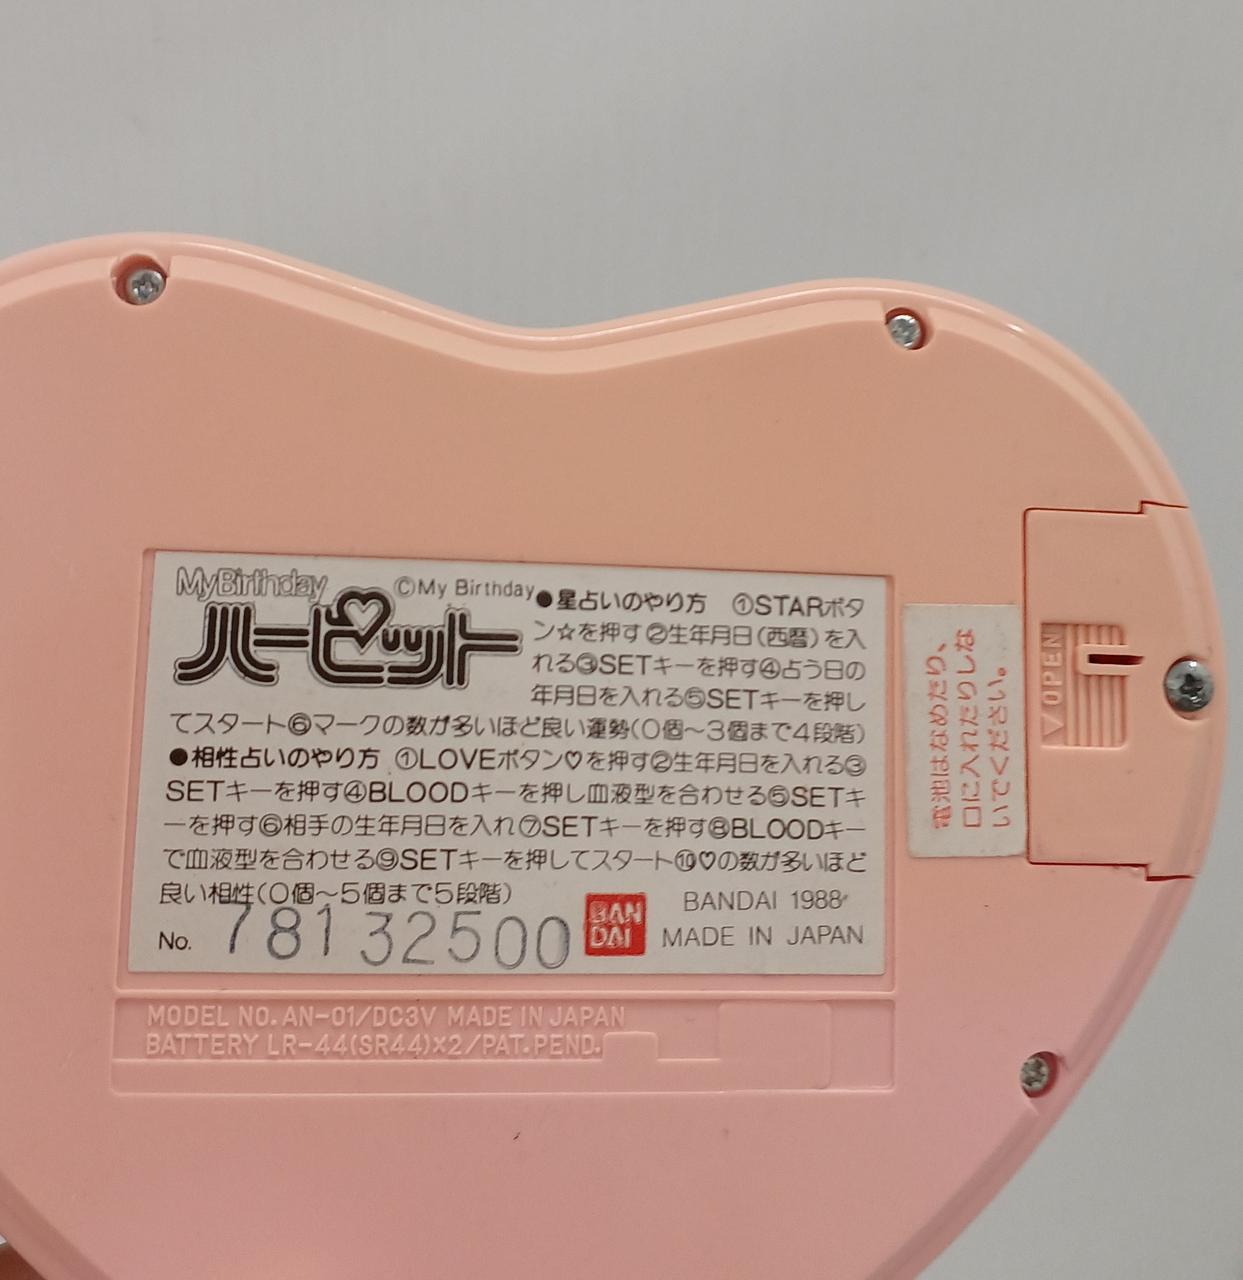 MyBirthday
©My Birthday
ハーピット
●星占いのやり方 ①STARボタ
ン☆を押す②生年月日(西暦)を入
れる③SETキーを押す④占う日の
年月日を入れる⑤SETキーを押し
てスタート⑥マークの数が多いほど良い運勢(0個〜3個まで4段階)
●相性占いのやり方 ①LOVEボタン♡を押す②生年月日を入れる③
SETキーを押す④BLOODキーを押し血液型を合わせる⑤SETキ
ーを押す⑥相手の生年月日を入れ⑦SETキーを押す⑧BLOODキー
で血液型を合わせる⑨SETキーを押してスタート⑩♡の数が多いほど
良い相性(0個〜5個まで5段階)
No. 78132500
BAN
DAI
BANDAI 1988
MADE IN JAPAN
MODEL NO. AN-01/DC3V MADE IN JAPAN
BATTERY LR-44(SR44)×2/PAT.PEND.
電池はなめたり、
口に入れたりしな
いでください。
OPEN